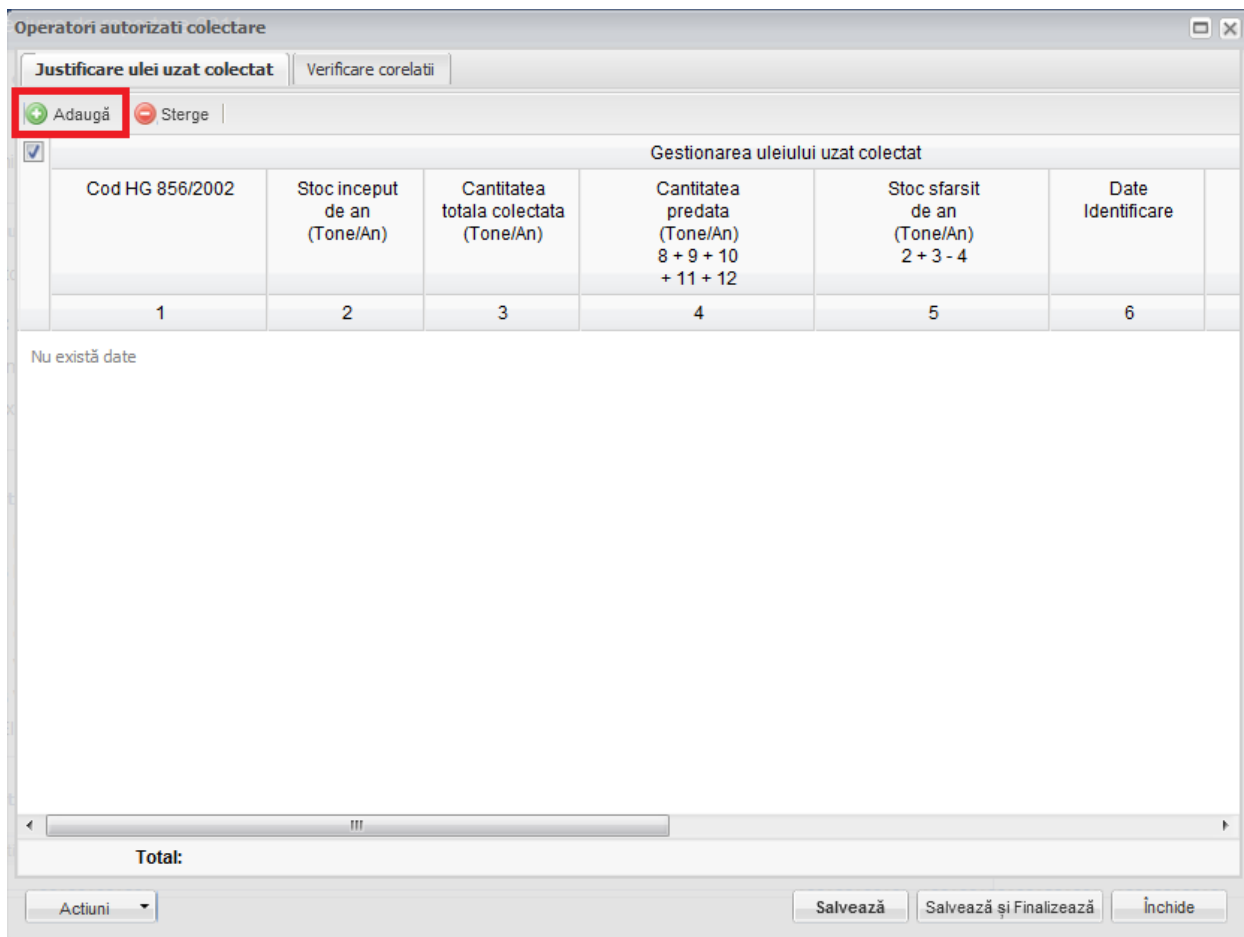 Operatori autorizati colectare
Justificare ulei uzat colectat Verificare corelatii
Adaugă Sterge
Gestionarea uleiului uzat colectat
Cod HG 856/2002
Stoc inceput
de an
(Tone/An)
Cantitatea
totala colectata
(Tone/An)
Cantitatea
predata
(Tone/An)
8 + 9 + 10
+ 11 + 12
Stoc sfarsit
de an
(Tone/An)
2 + 3 - 4
Date
Identificare
1 2 3 4 5 6
Nu există date
Total:
Actiuni Salvează Salvează și Finalizează Închide